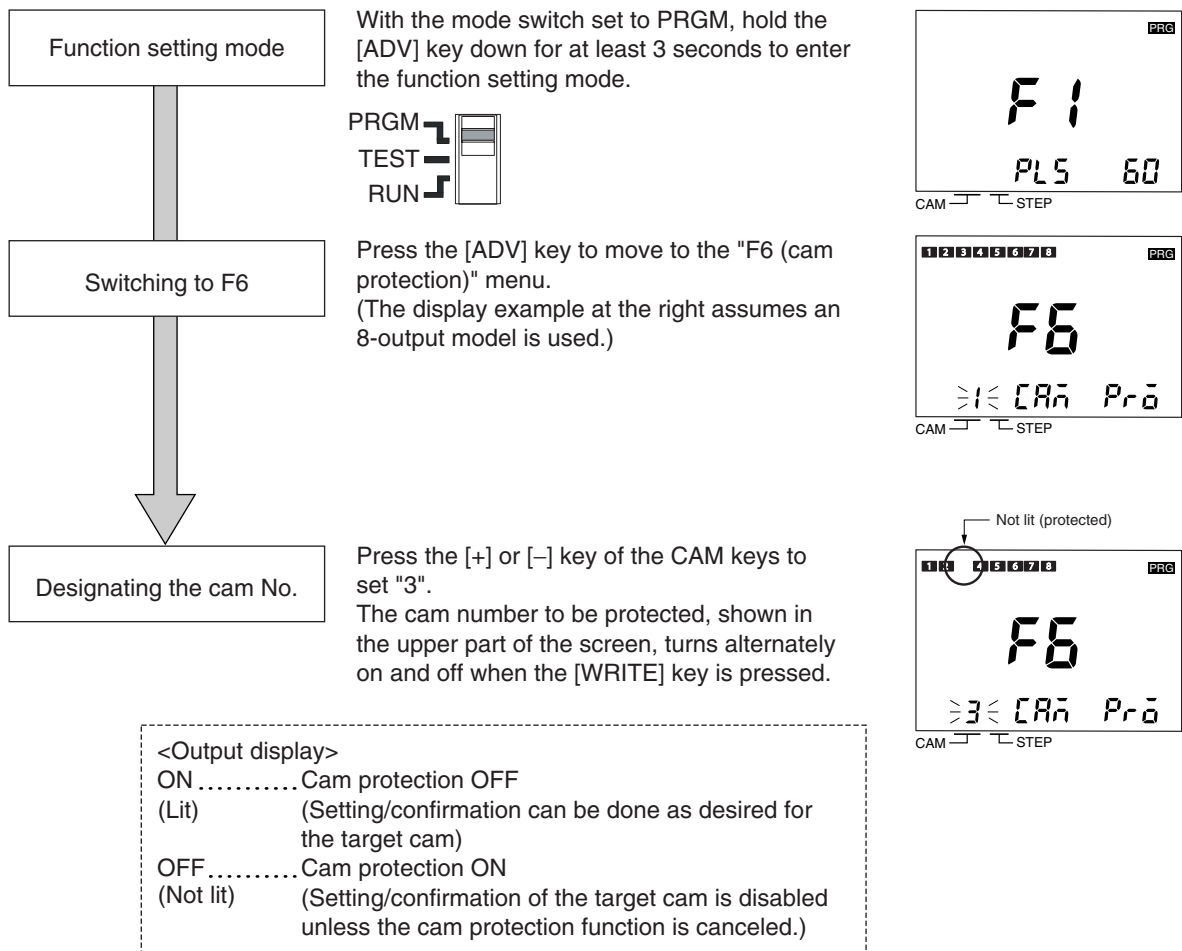 Function setting mode
With the mode switch set to PRGM, hold the
[ADV] key down for at least 3 seconds to enter
the function setting mode.
PRGM
TEST
RUN
PRG
F1
PLS 60
CAM STEP
Switching to F6
Press the [ADV] key to move to the "F6 (cam
protection)" menu.
(The display example at the right assumes an
8-output model is used.)
1 2 3 4 5 6 7 8 PRG
F6
1 CAm Pro
CAM STEP
Designating the cam No.
Press the [+] or [–] key of the CAM keys to
set "3".
The cam number to be protected, shown in
the upper part of the screen, turns alternately
on and off when the [WRITE] key is pressed.
Not lit (protected)
1 2 4 5 6 7 8 PRG
F6
3 CAm Pro
CAM STEP
<Output display>
ON ........... Cam protection OFF
(Lit) (Setting/confirmation can be done as desired for
the target cam)
OFF .......... Cam protection ON
(Not lit) (Setting/confirmation of the target cam is disabled
unless the cam protection function is canceled.)